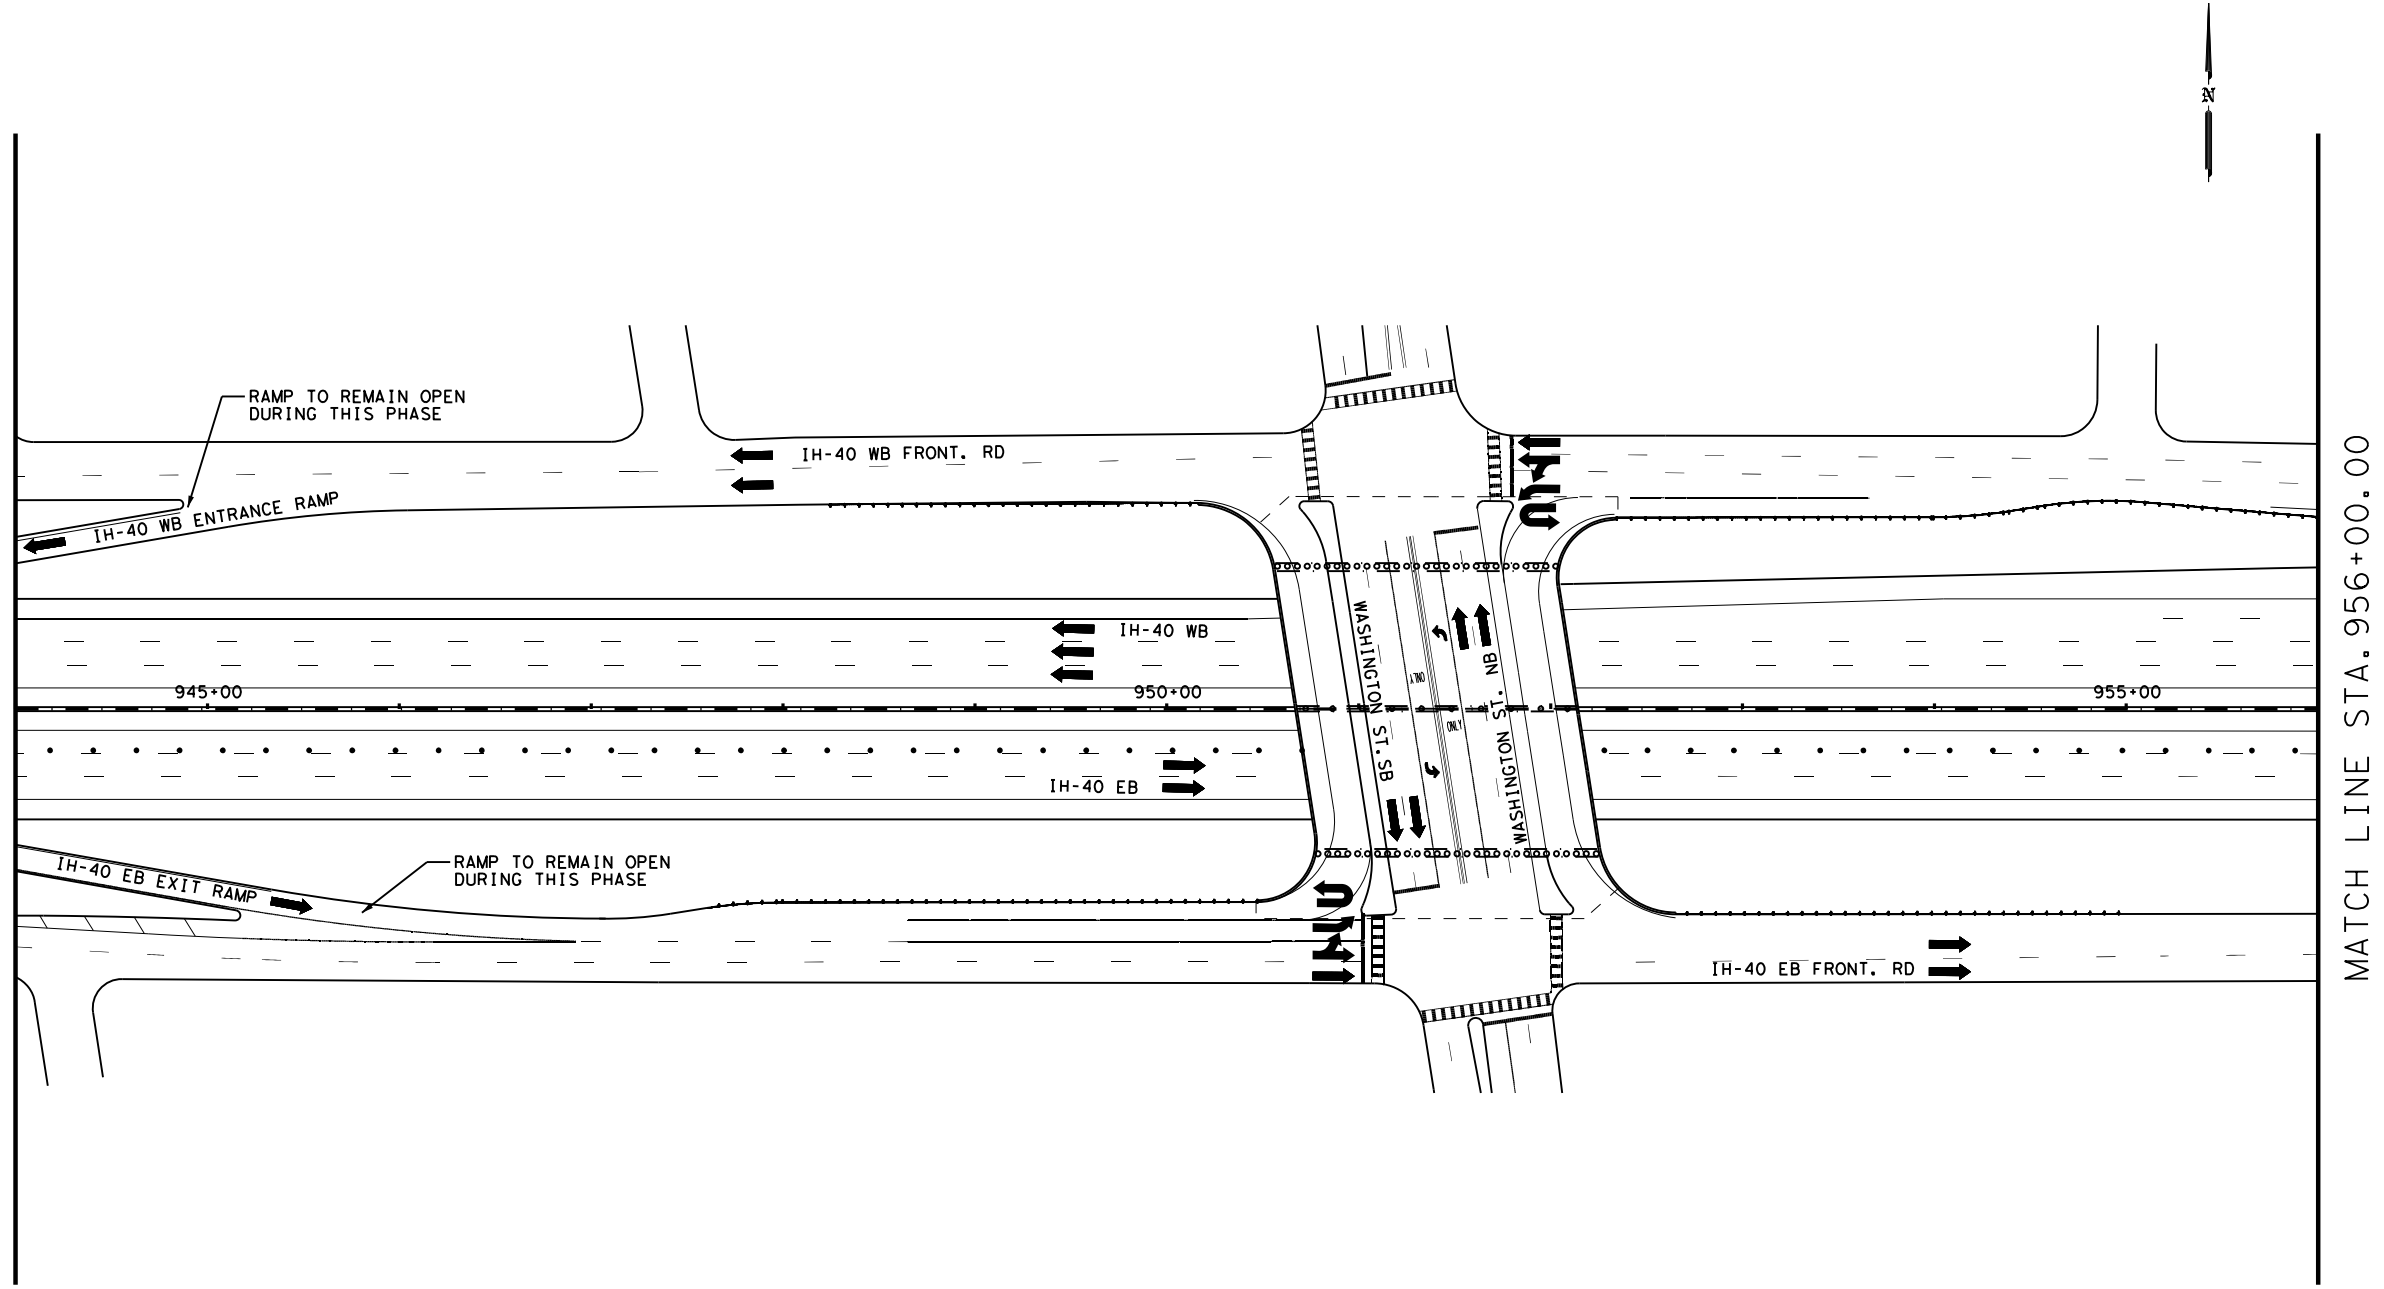 N
RAMP TO REMAIN OPEN
DURING THIS PHASE
IH-40 WB FRONT. RD
IH-40 WB ENTRANCE RAMP
IH-40 WB
WASHINGTON ST. SB
WASHINGTON ST. NB
ONLY
ONLY
945+00
950+00
955+00
IH-40 EB
RAMP TO REMAIN OPEN
DURING THIS PHASE
IH-40 EB EXIT RAMP
IH-40 EB FRONT. RD
MATCH LINE STA.956+00.00